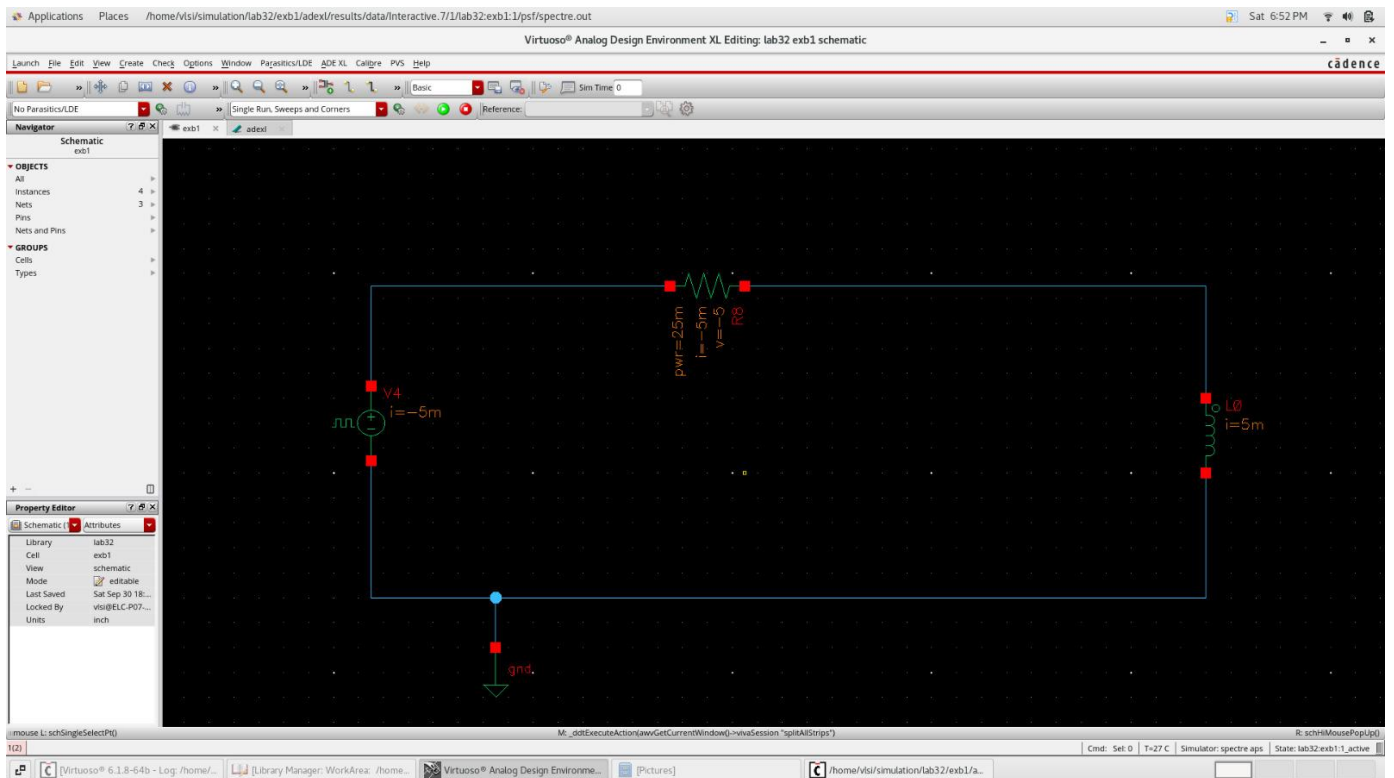 Applications Places /home/vlsi/simulation/lab32/exb1/adexl/results/data/Interactive.7/1/lab32:exb1:1/psf/spectre.out Sat 6:52 PM
Virtuoso® Analog Design Environment XL Editing: lab32 exb1 schematic
Launch File Edit View Create Check Options Window Parasitics/LDE ADE XL Calibre PVS Help cādence
» » » Basic Sim Time 0
No Parasitics/LDE » Single Run, Sweeps and Corners Reference:
Navigator exb1 adexl
Schematic
exb1
OBJECTS
All
Instances 4
Nets 3
Pins
Nets and Pins
GROUPS
Cells
Types
pwr=25m
i=-5m
v=-5
R8
V4
i=-5m
L0
i=5m
gnd
Property Editor
Schematic (1 Attributes
Library lab32
Cell exb1
View schematic
Mode editable
Last Saved Sat Sep 30 18:...
Locked By vlsi@ELC-P07-...
Units inch
mouse L: schSingleSelectPt() M: _ddtExecuteAction(awvGetCurrentWindow()->vivaSession "splitAllStrips") R: schHiMousePopUp()
1(2) Cmd: Sel: 0 T=27 C Simulator: spectre aps State: lab32:exb1:1_active
[Virtuoso® 6.1.8-64b - Log: /home/... [Library Manager: WorkArea: /home... Virtuoso® Analog Design Environme... [Pictures] /home/vlsi/simulation/lab32/exb1/a...